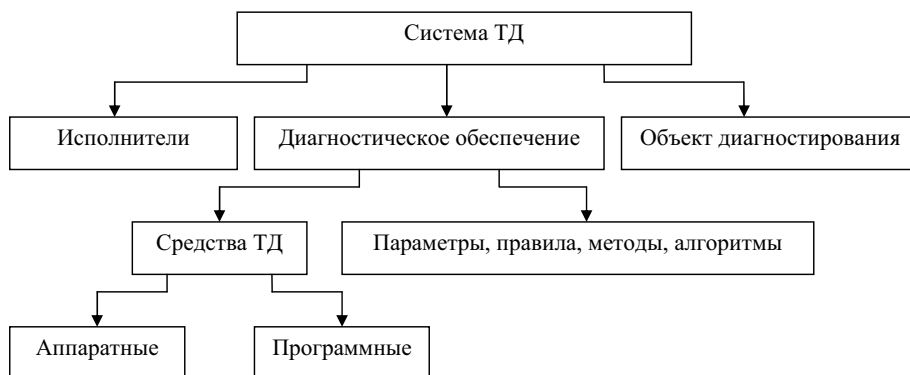 Система ТД
Исполнители
Диагностическое обеспечение
Объект диагностирования
Средства ТД
Параметры, правила, методы, алгоритмы
Аппаратные
Программные